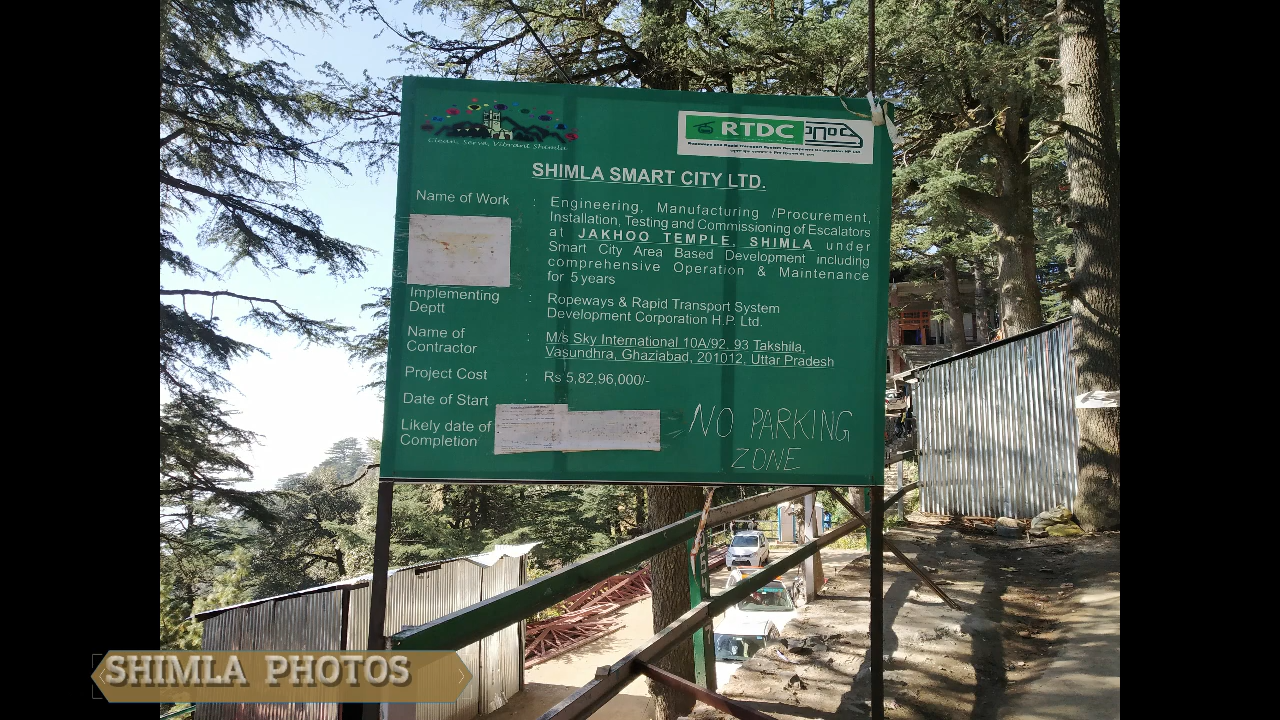 Clean, Serva, Vibrant Shimla
RTDC
SHIMLA SMART CITY LTD.
Name of Work : Engineering, Manufacturing /Procurement,
Installation, Testing and Commissioning of Escalators
at JAKHOO TEMPLE, SHIMLA under
Smart City Area Based Development including
comprehensive Operation & Maintenance
for 5 years
Implementing : Ropeways & Rapid Transport System
Deptt Development Corporation H.P. Ltd.
Name of : M/s Sky International 10A/92, 93 Takshila,
Contractor Vasundhra, Ghaziabad, 201012, Uttar Pradesh
Project Cost : Rs 5,82,96,000/-
Date of Start
Likely date of
Completion
NO PARKING
ZONE
SHIMLA PHOTOS